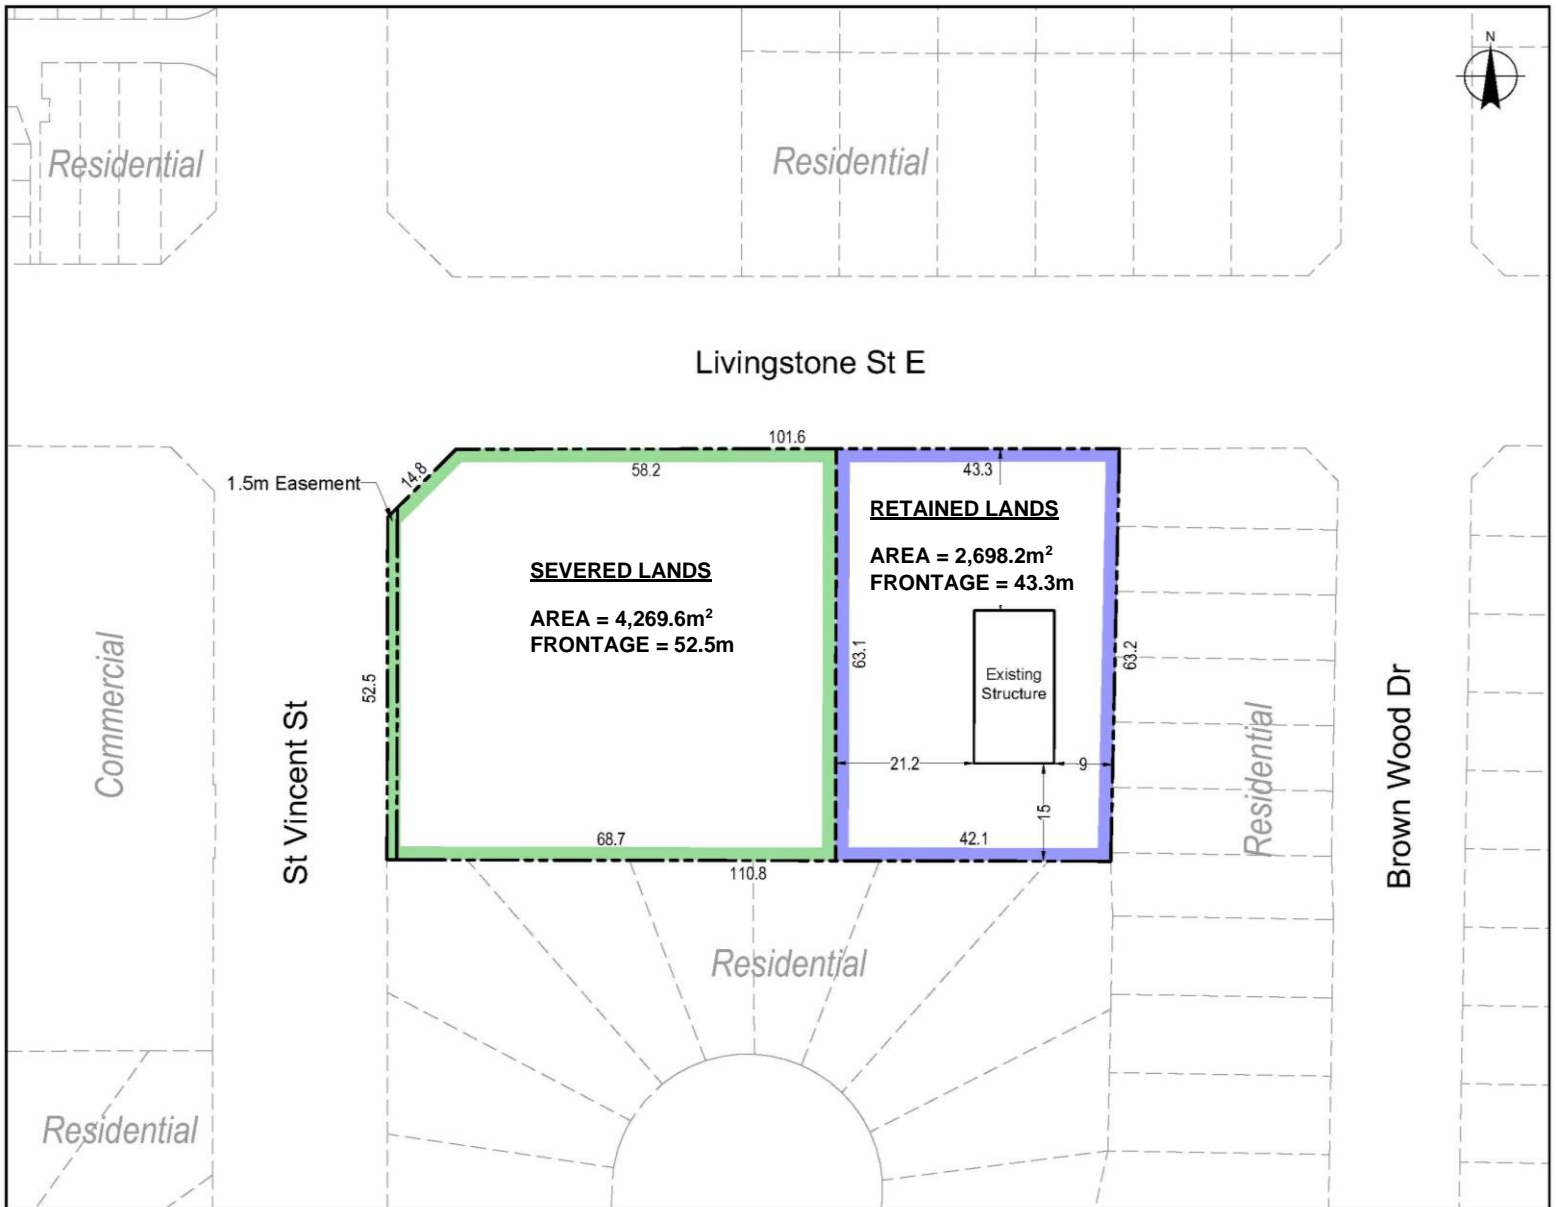 N
Residential
Residential
Livingstone St E
101.6
58.2
43.3
14.8
1.5m Easement
RETAINED LANDS
AREA = 2,698.2m²
FRONTAGE = 43.3m
SEVERED LANDS
AREA = 4,269.6m²
FRONTAGE = 52.5m
Commercial
St Vincent St
52.5
63.1
Existing
Structure
63.2
Residential
Brown Wood Dr
21.2
9
15
68.7
42.1
110.8
Residential
Residential